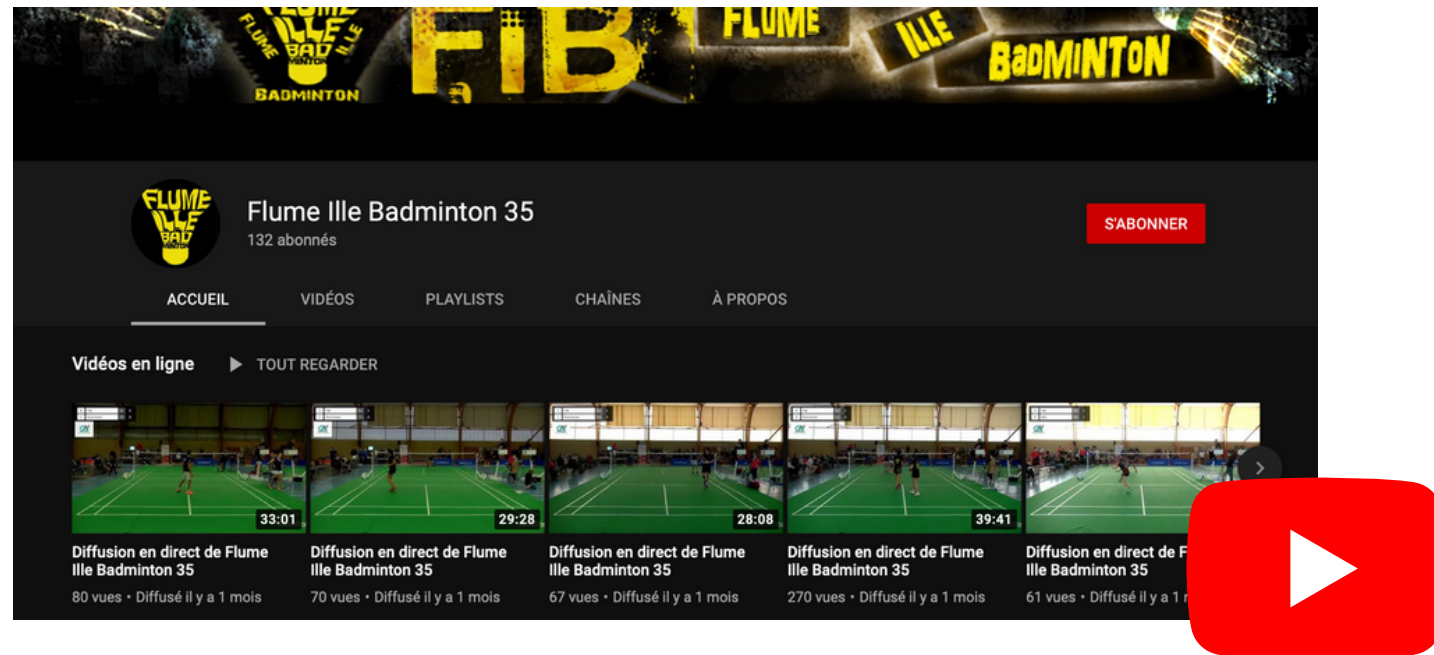 FLUME
ILLE
BAD
MINTON
FLUME
ILLE
BADMINTON
FIB
FLUME
ILLE
BADMINTON
FLUME
ILLE
BAD
MINTON
Flume Ille Badminton 35
132 abonnés
S'ABONNER
ACCUEIL VIDÉOS PLAYLISTS CHAÎNES À PROPOS
Vidéos en ligne TOUT REGARDER
33:01 29:28 28:08 39:41
Diffusion en direct de Flume
Ille Badminton 35
80 vues • Diffusé il y a 1 mois
Diffusion en direct de Flume
Ille Badminton 35
70 vues • Diffusé il y a 1 mois
Diffusion en direct de Flume
Ille Badminton 35
67 vues • Diffusé il y a 1 mois
Diffusion en direct de Flume
Ille Badminton 35
270 vues • Diffusé il y a 1 mois
Diffusion en direct de F
Ille Badminton 35
61 vues • Diffusé il y a 1